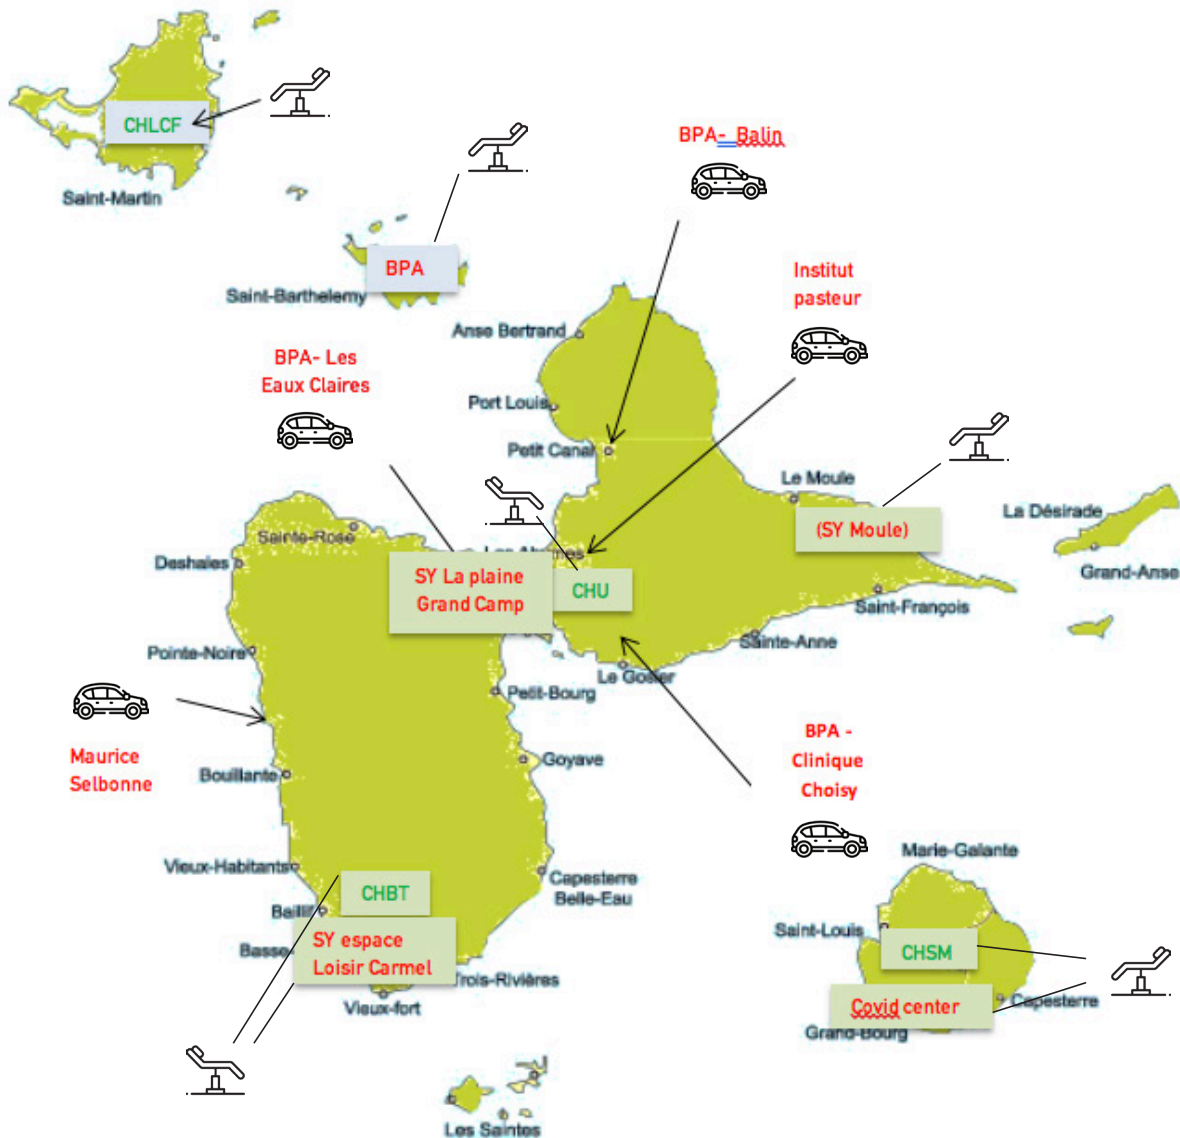 CHLCF
Saint-Martin
BPA- Balin
BPA
Saint-Barthelemy
Institut
pasteur
Anse Bertrand
BPA- Les
Eaux Claires
Port Louis
Petit Canal
Le Moule
La Désirade
Sainte-Rose
(SY Moule)
Deshaies
Grand-Anse
SY La plaine
Grand Camp
CHU
Saint-François
Sainte-Anne
Pointe-Noire
Le Gosier
Petit-Bourg
Maurice
Selbonne
BPA -
Clinique
Choisy
Goyave
Bouillante
Marie-Galante
Vieux-Habitants
CHBT
Capesterre
Belle-Eau
Baillif
Saint-Louis
SY espace
Loisir Carmel
Basse
CHSM
Trois-Rivières
Vieux-fort
Covid center
Capesterre
Grand-Bourg
Les Saintes